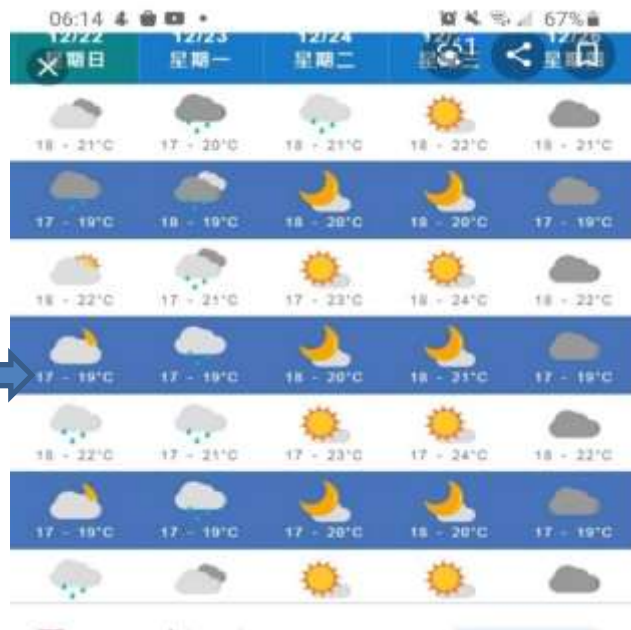 06:14 67%
12/22 12/23 12/24 12/26
期日 星期一 星期二 星
18 - 21°C 17 - 20°C 18 - 21°C 18 - 22°C 18 - 21°C
17 - 19°C 18 - 19°C 18 - 20°C 18 - 20°C 17 - 19°C
18 - 22°C 17 - 21°C 17 - 23°C 18 - 24°C 18 - 22°C
17 - 19°C 17 - 19°C 18 - 20°C 18 - 21°C 17 - 19°C
18 - 22°C 17 - 21°C 17 - 23°C 17 - 24°C 18 - 22°C
17 - 19°C 17 - 19°C 17 - 20°C 18 - 20°C 17 - 19°C